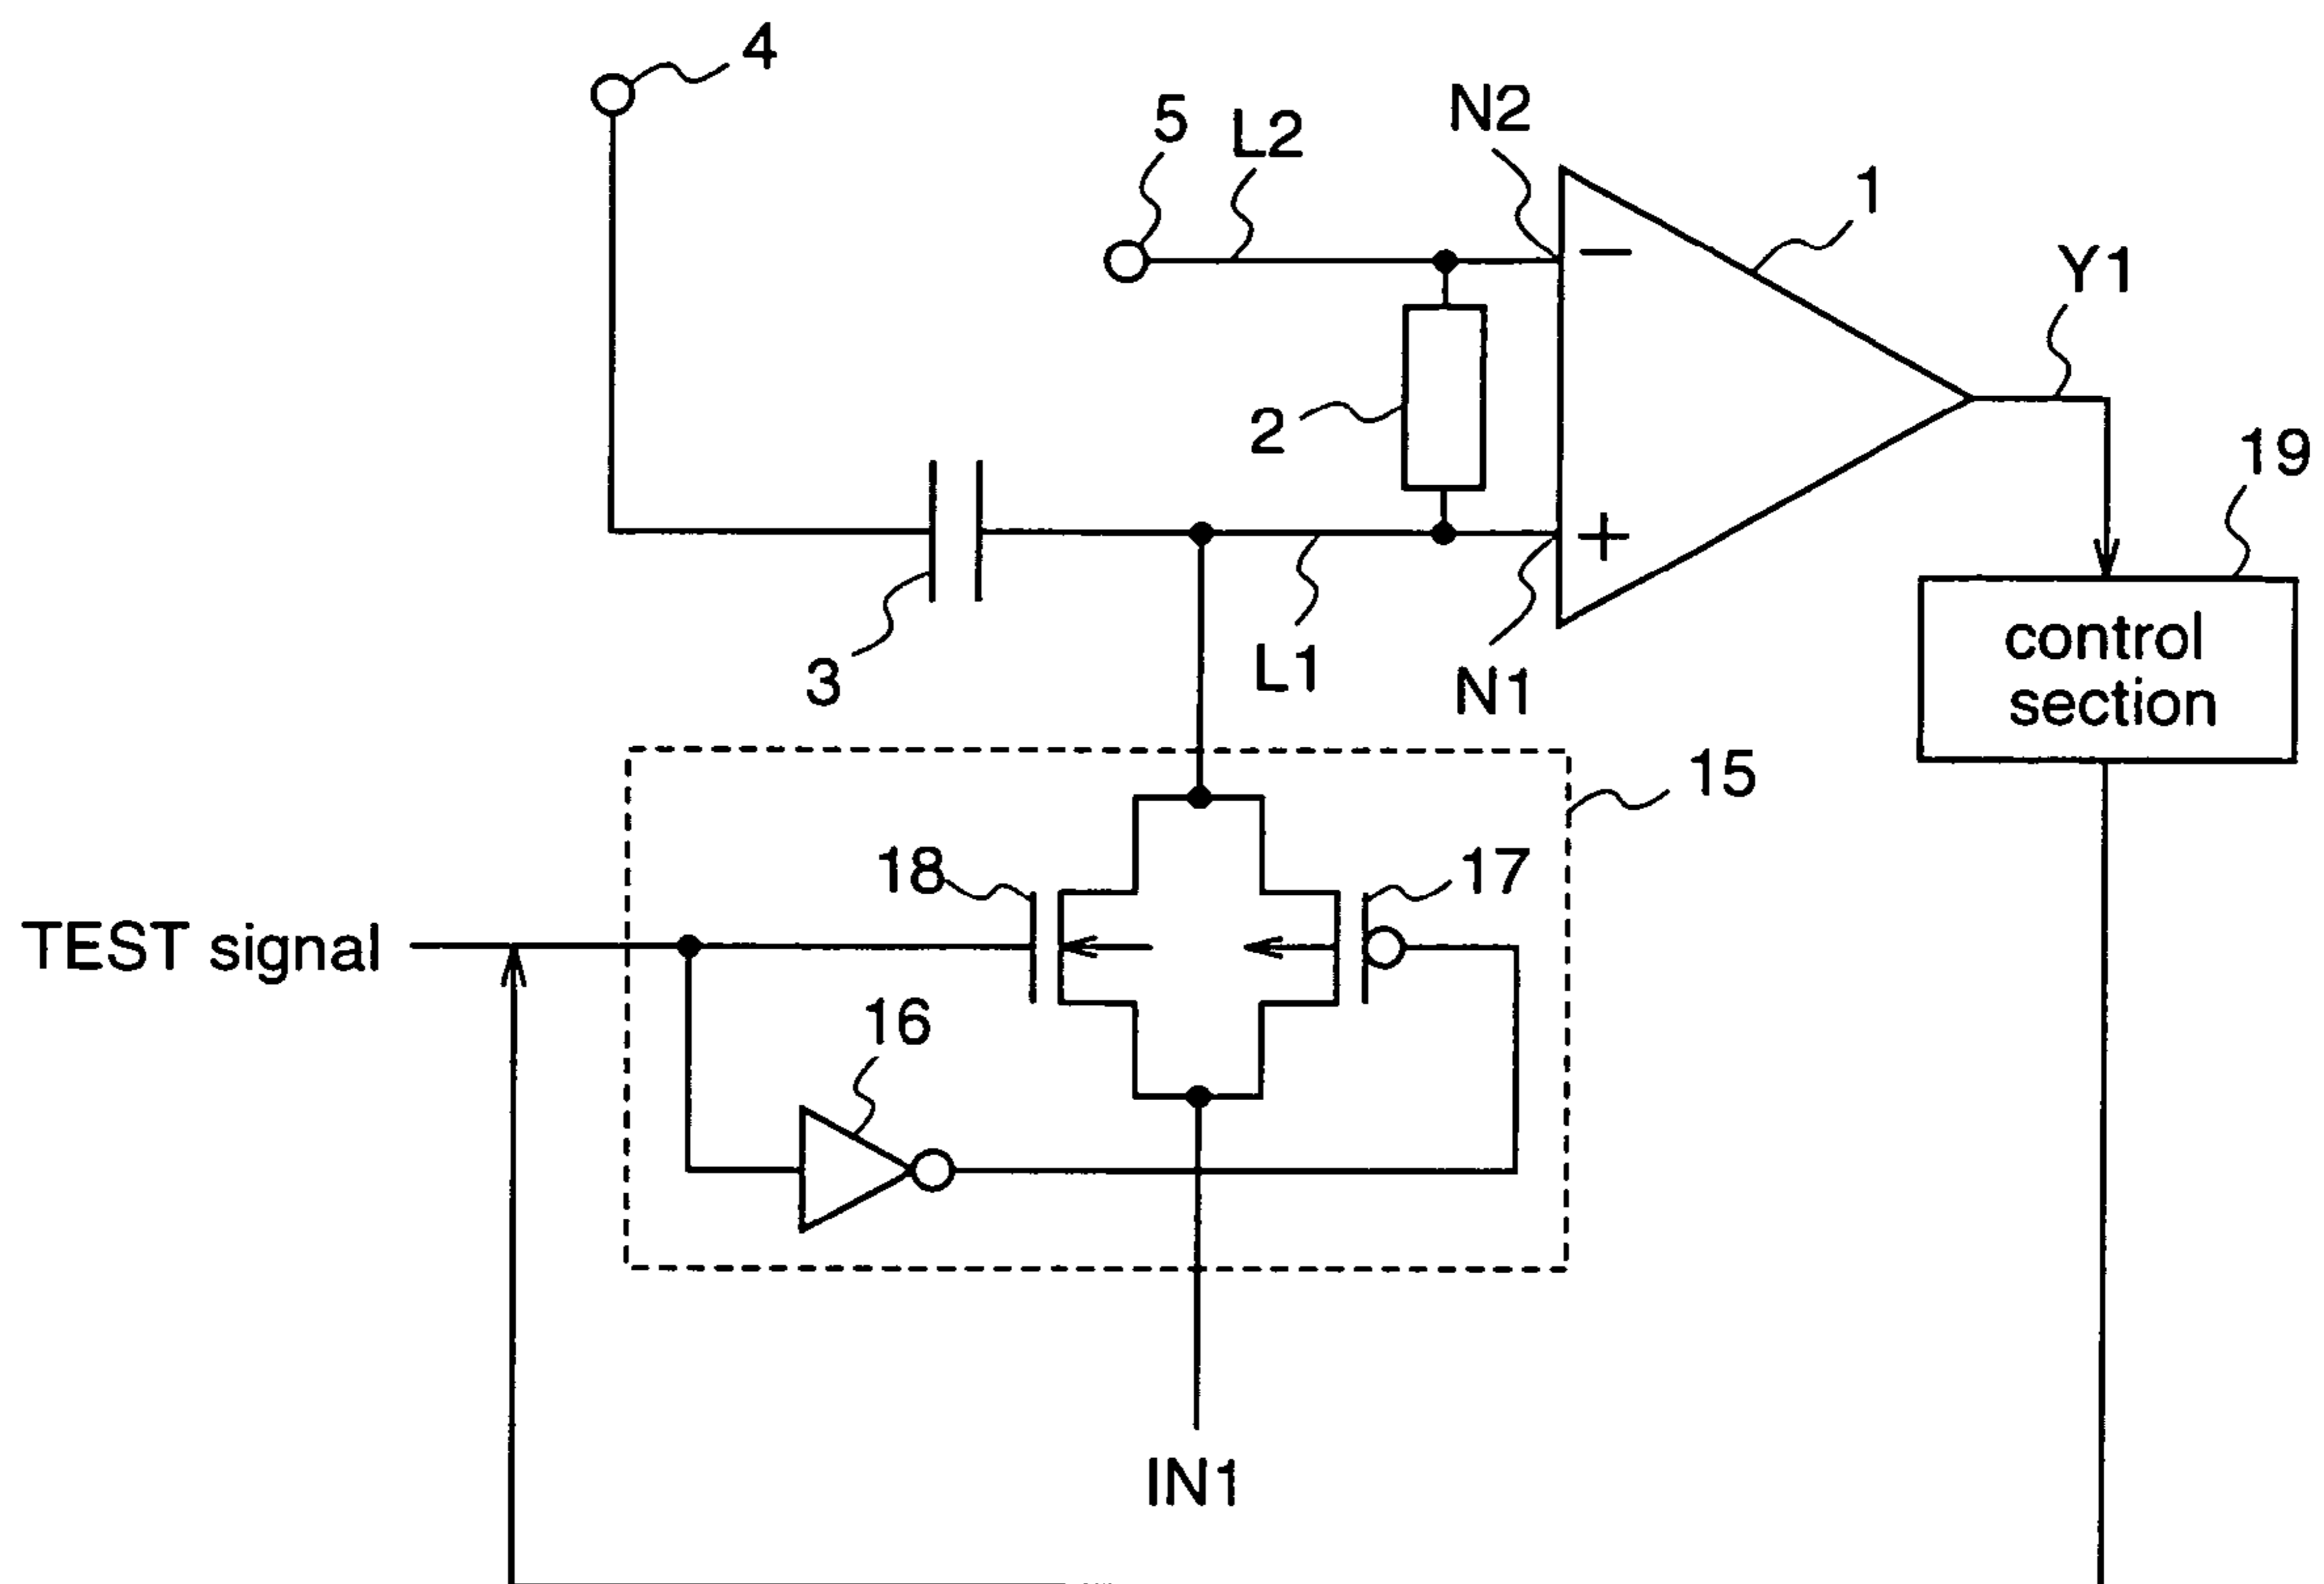 4
5
L2
N2
1
Y1
2
19
+
−
control
section
3
L1
N1
15
18
17
TEST signal
16
IN1